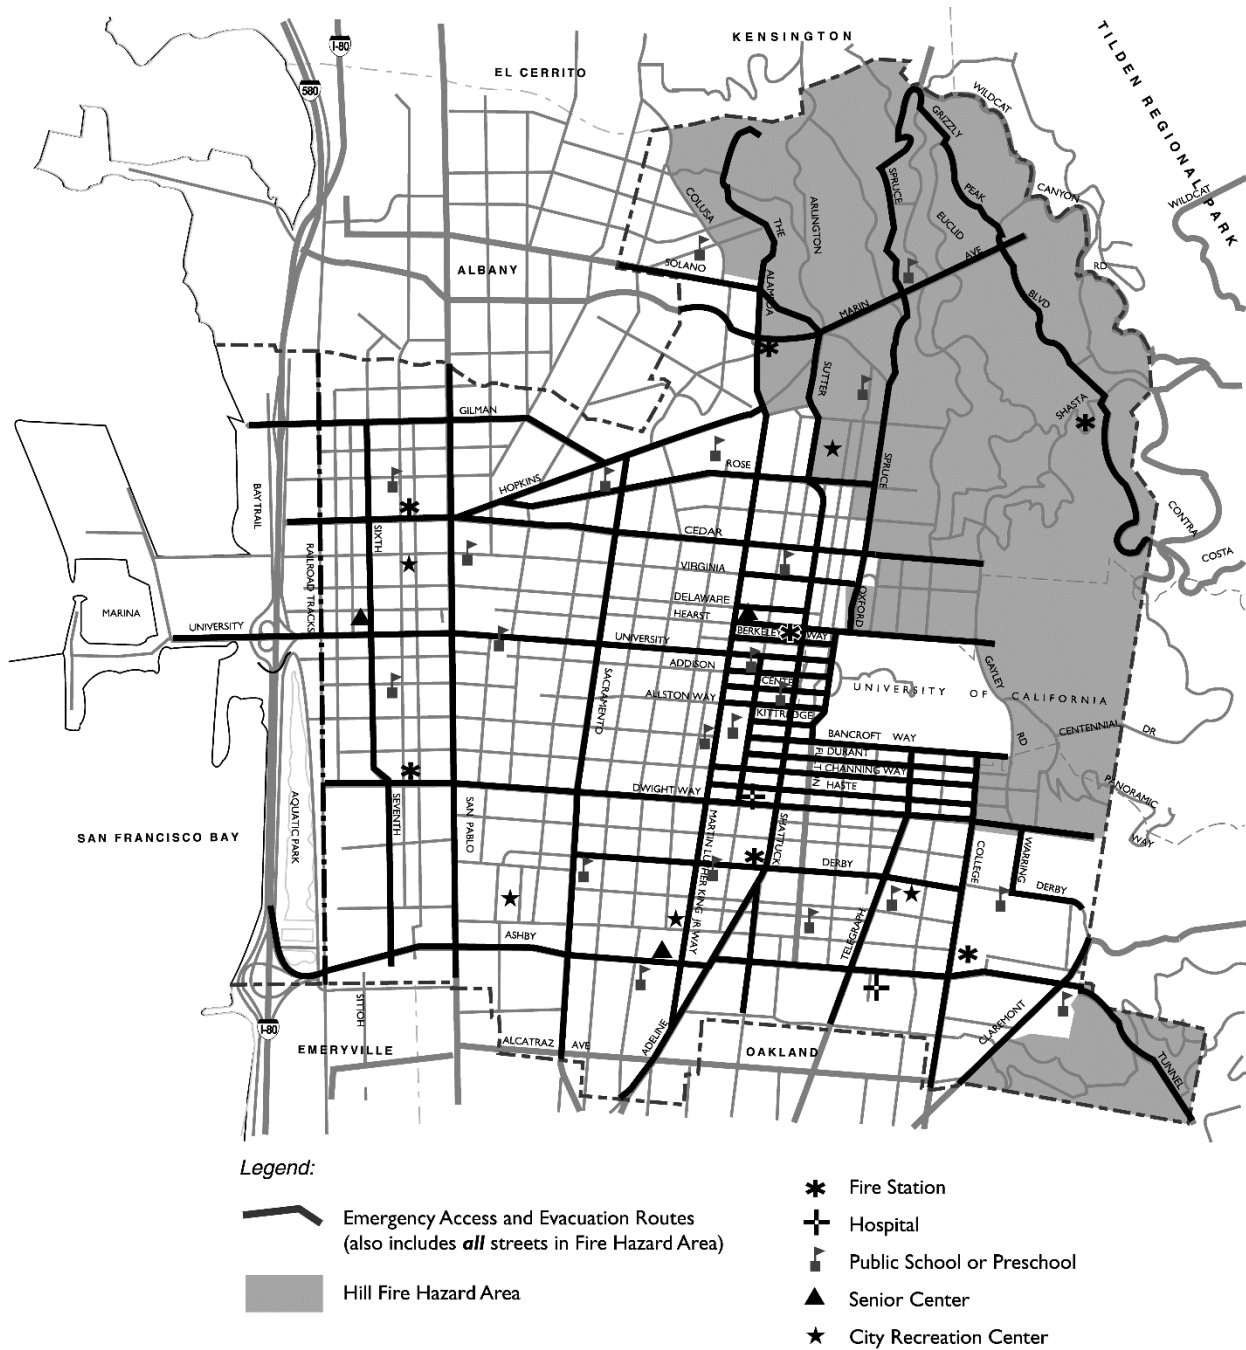 KENSINGTON
TILDEN REGIONAL PARK
I-80
EL CERRITO
580
WILDCAT
GRIZZLY
SPRUCE
PEAK
CANYON
WILDCAT
COLUSA
ARLINGTON
EUCLID
THE
AVE
SOLANO
ALBANY
RD
ALAMEDA
MARIN
BLVD
SUTTER
SHASTA
GILMAN
ROSE
SPRUCE
HOPKINS
BAY TRAIL
CONTRA
COSTA
SIXTH
CEDAR
RAILROAD TRACKS
VIRGINIA
DELAWARE
OXFORD
MARINA
HEARST
UNIVERSITY
UNIVERSITY
BERKELEY WAY
ADDISON
GAYLEY
SACRAMENTO
CENTER
UNIVERSITY OF CALIFORNIA
ALLSTON WAY
KITTREDGE
CENTENNIAL DR
BANCROFT WAY
RD
DURANT
FULTON
CHANNING WAY
HASTE
PANORAMIC
WAY
DWIGHT WAY
AQUATIC PARK
SEVENTH
SAN PABLO
MARTIN LUTHER KING JR WAY
SHATTUCK
SAN FRANCISCO BAY
COLLEGE
WARRING
DERBY
DERBY
TELEGRAPH
ASHBY
HOLLIS
I-80
EMERYVILLE
ALCATRAZ AVE
ADELINE
OAKLAND
CLAREMONT
TUNNEL
Legend:
Emergency Access and Evacuation Routes
(also includes all streets in Fire Hazard Area)
Hill Fire Hazard Area
Fire Station
Hospital
Public School or Preschool
Senior Center
City Recreation Center